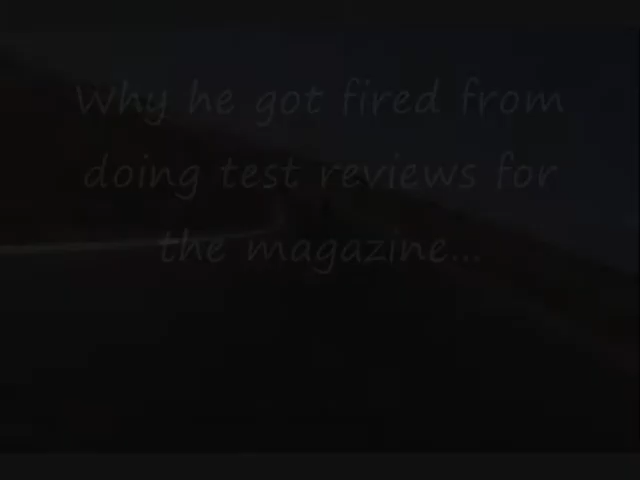 Why he got fired from
doing test reviews for
the magazine...